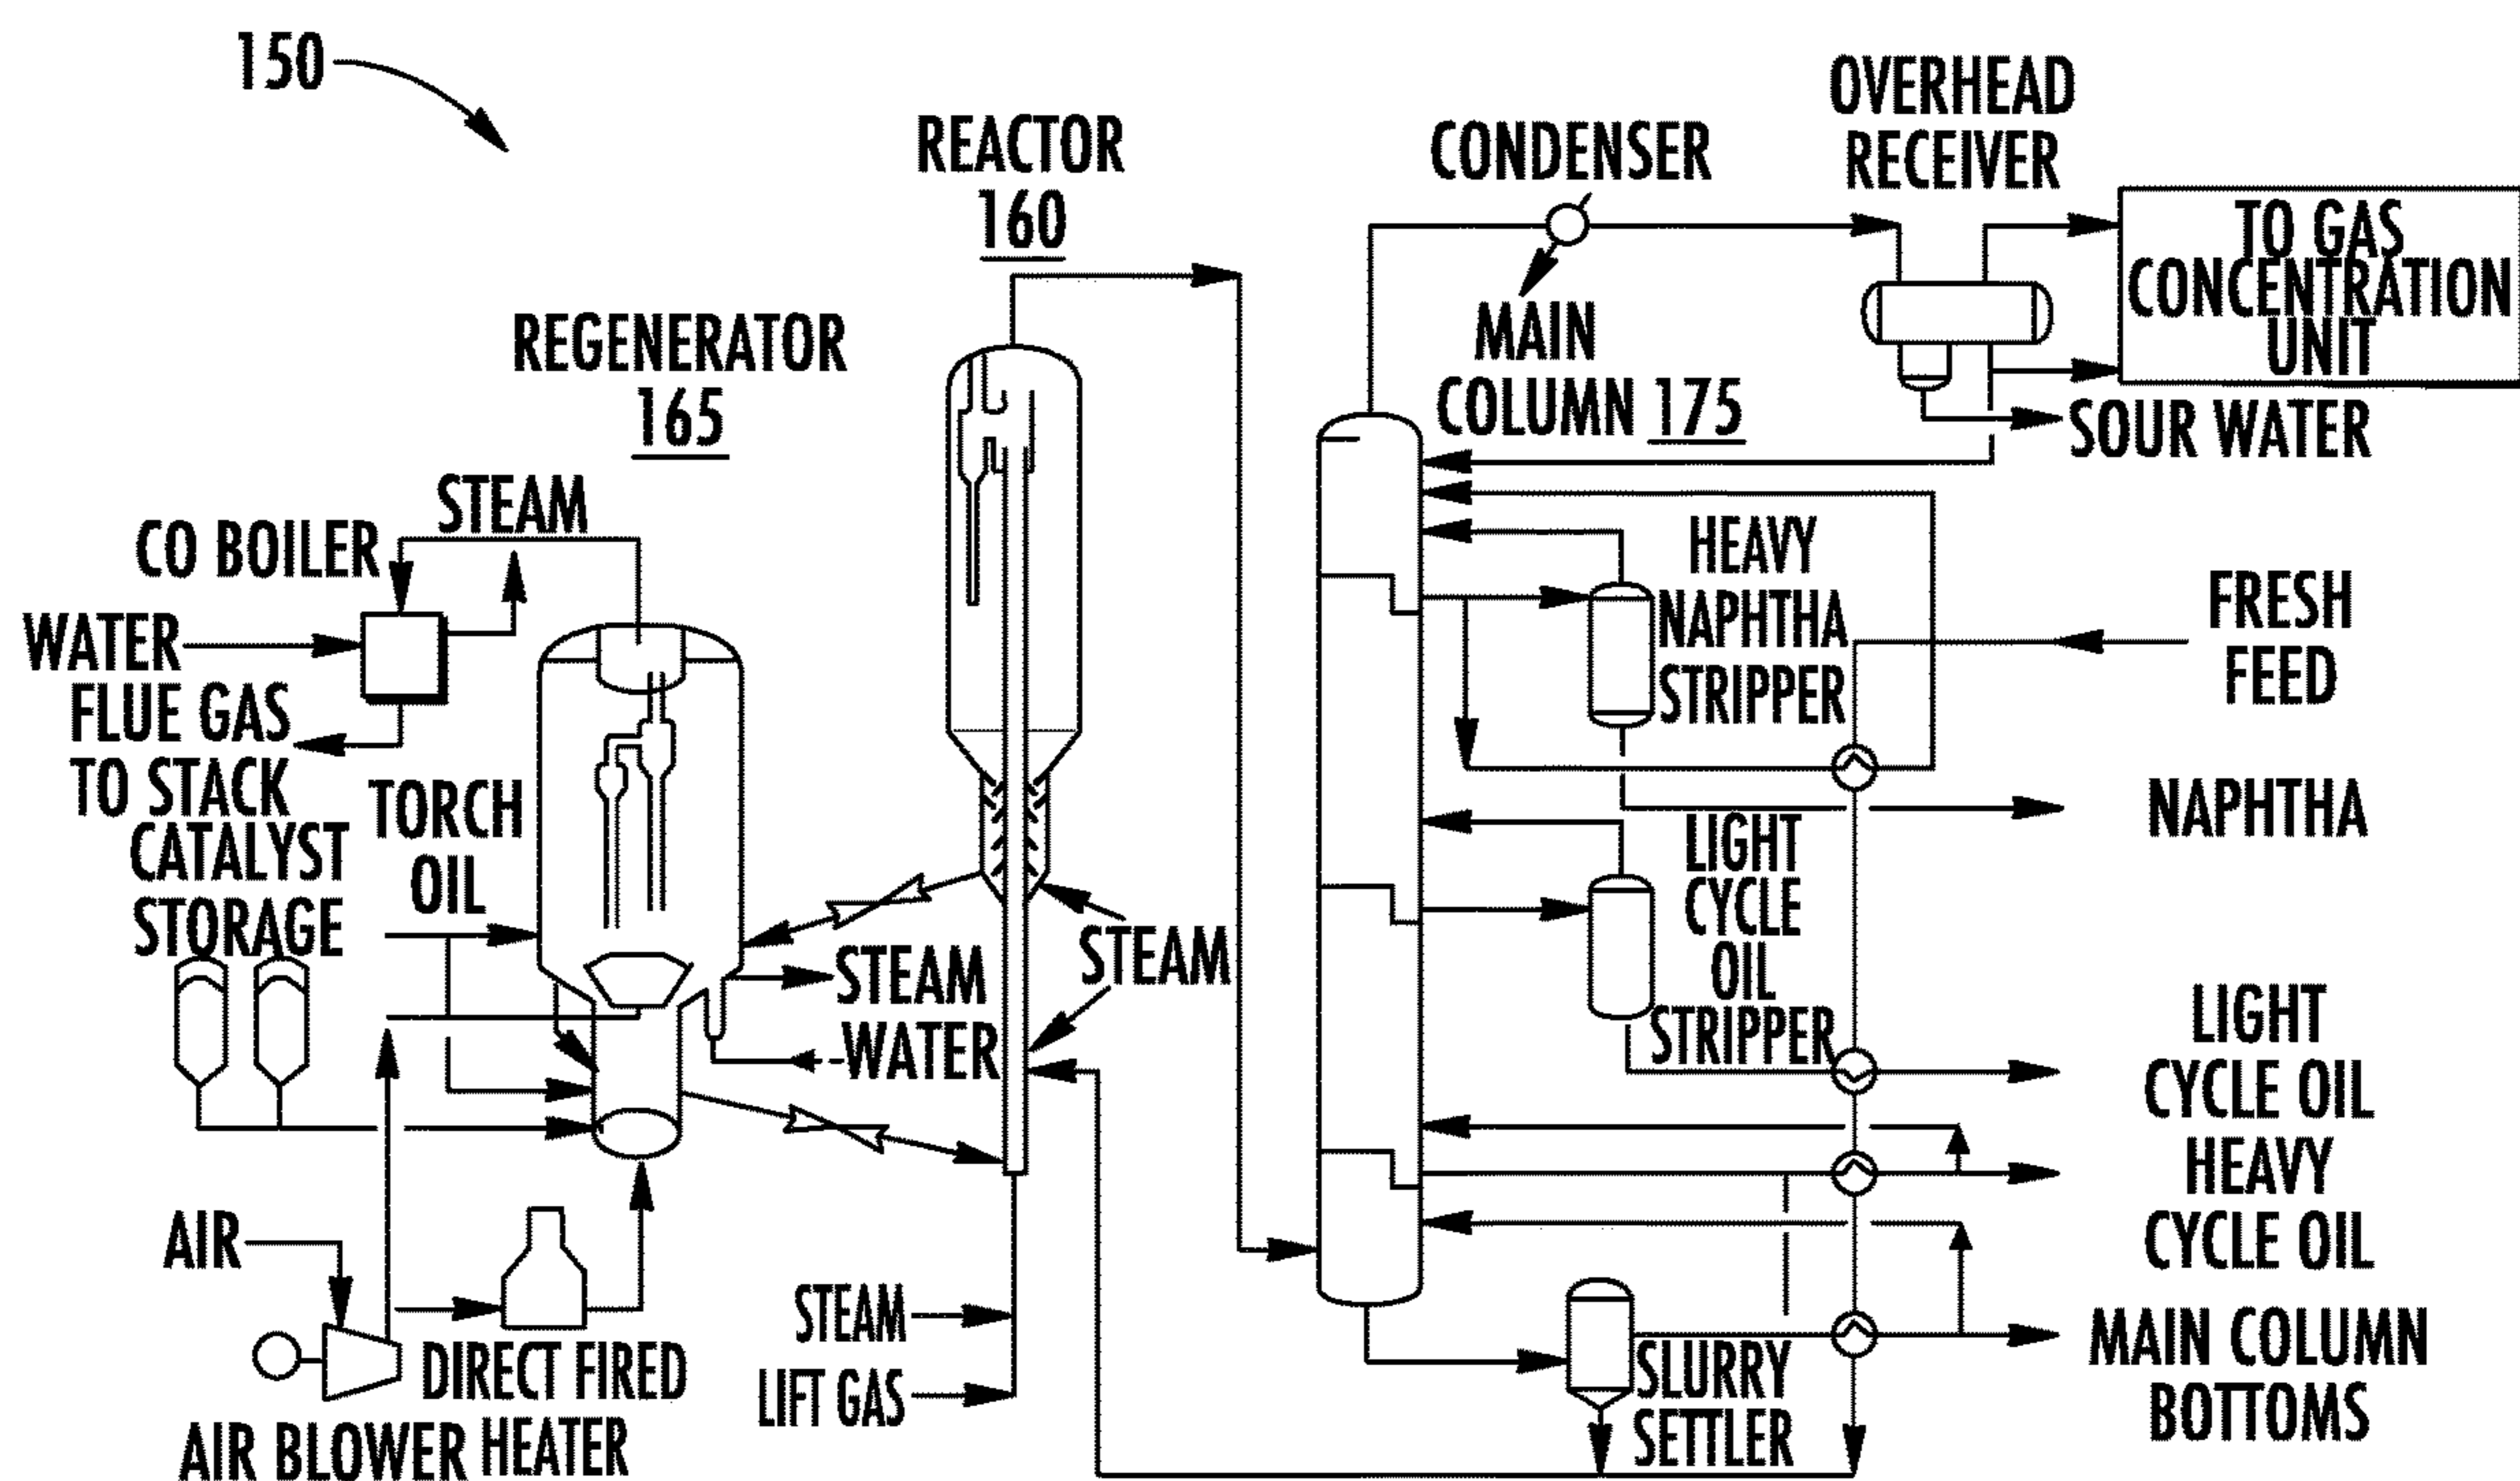 150
REACTOR
160
CONDENSER
OVERHEAD
RECEIVER
TO GAS
CONCENTRATION
UNIT
REGENERATOR
165
MAIN
COLUMN 175
SOUR WATER
STEAM
CO BOILER
WATER
FLUE GAS
TO STACK
HEAVY
NAPHTHA
STRIPPER
FRESH
FEED
NAPHTHA
CATALYST
STORAGE
TORCH
OIL
LIGHT
CYCLE
OIL
STRIPPER
STEAM
WATER
STEAM
LIGHT
CYCLE OIL
HEAVY
CYCLE OIL
AIR
STEAM
LIFT GAS
DIRECT FIRED
HEATER
AIR BLOWER
SLURRY
SETTLER
MAIN COLUMN
BOTTOMS